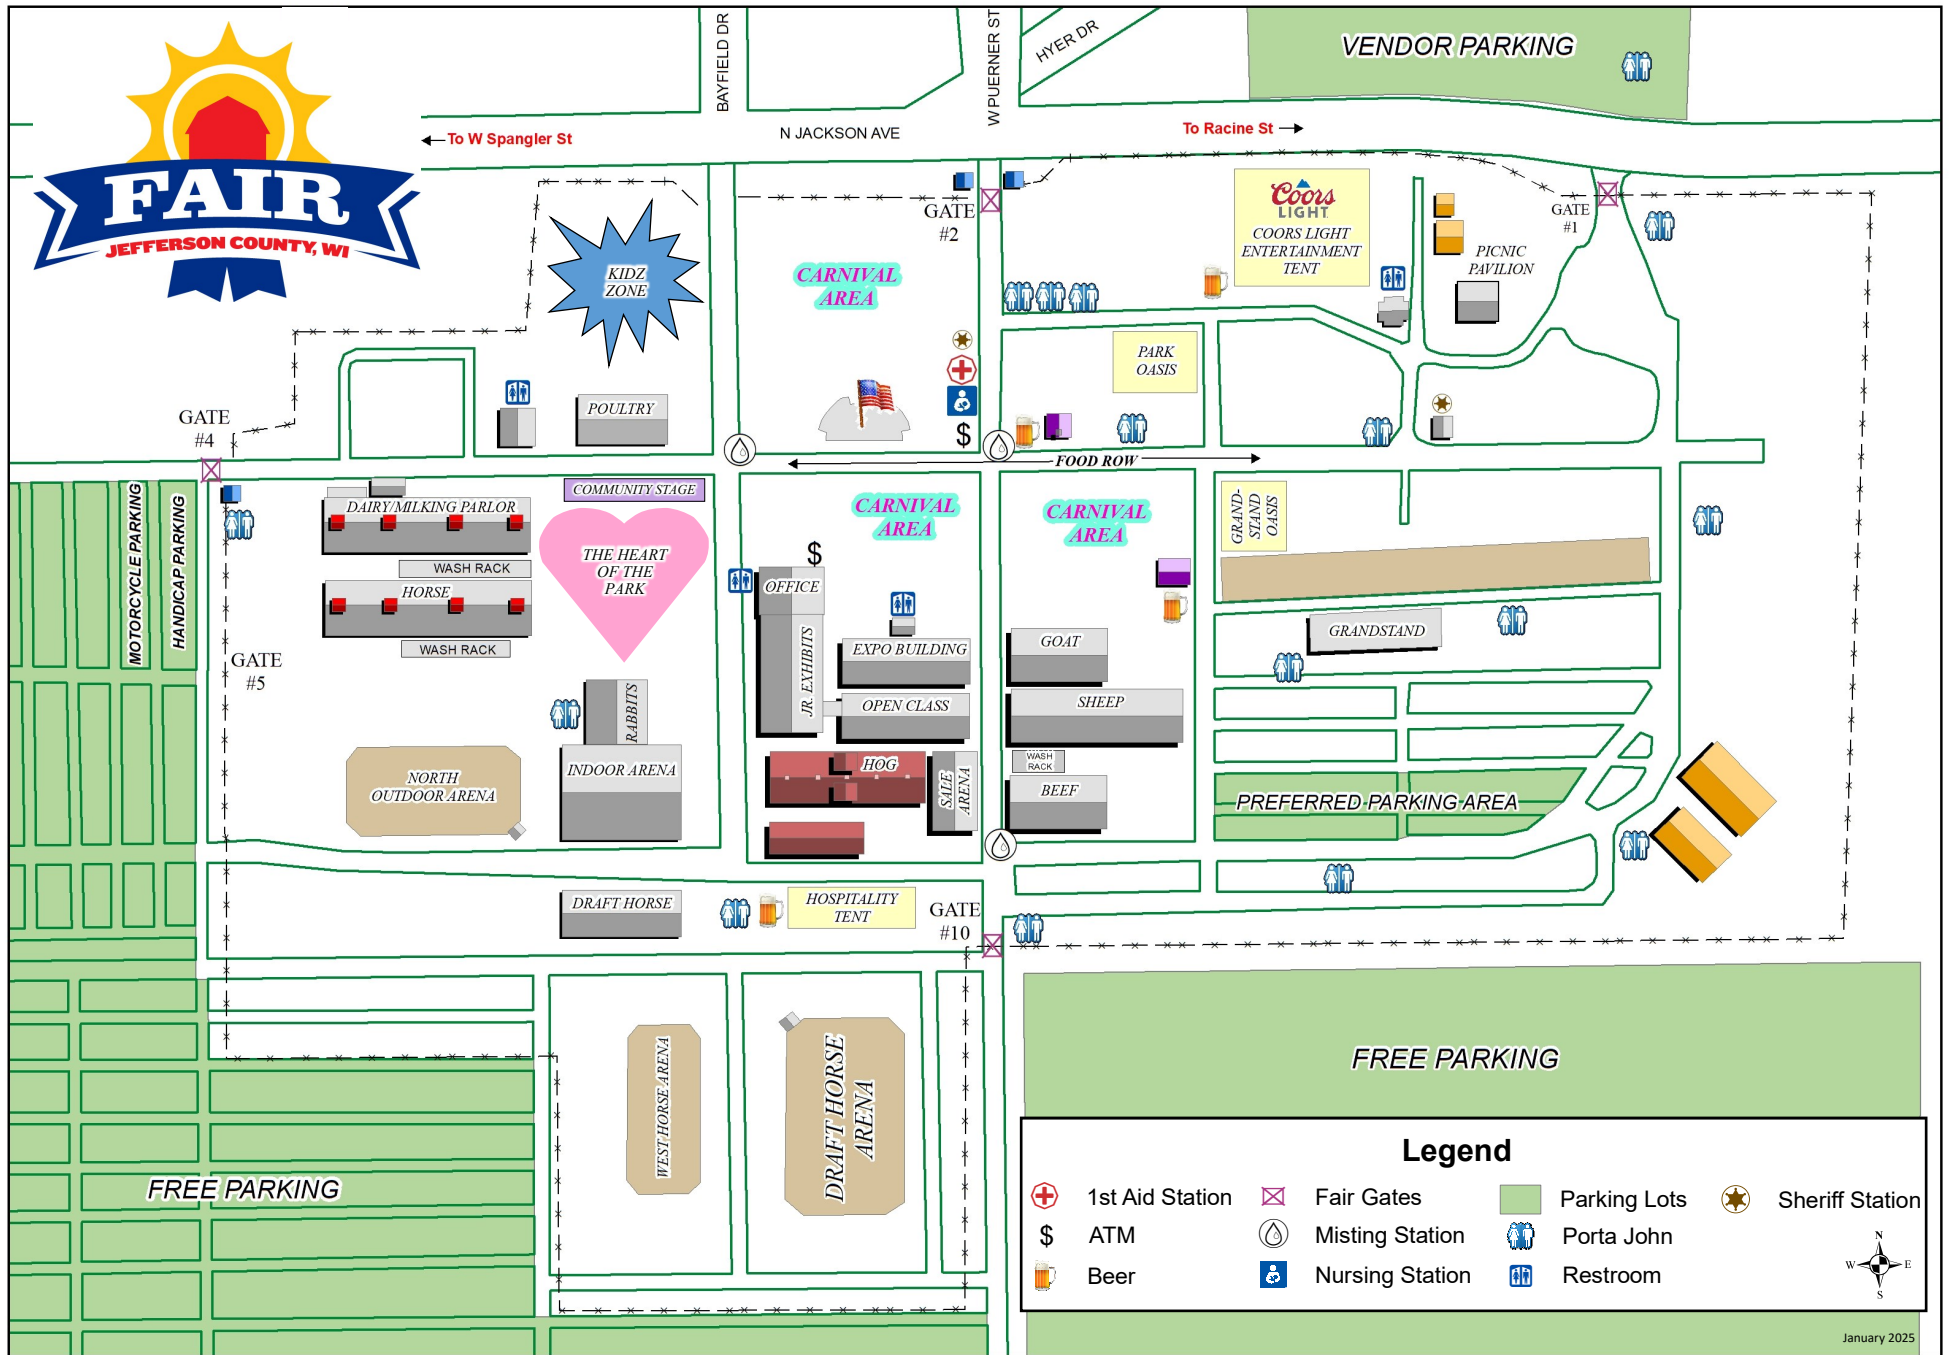 FAIR
JEFFERSON COUNTY, WI
BAYFIELD DR
W PUERNER ST
HYER DR
VENDOR PARKING
To W Spangler St
N JACKSON AVE
To Racine St
GATE
#2
GATE
#1
Coors
LIGHT
COORS LIGHT
ENTERTAINMENT
TENT
PICNIC
PAVILION
KIDZ
ZONE
CARNIVAL
AREA
PARK
OASIS
POULTRY
GATE
#4
$
FOOD ROW
MOTORCYCLE PARKING
HANDICAP PARKING
DAIRY/MILKING PARLOR
COMMUNITY STAGE
CARNIVAL
AREA
CARNIVAL
AREA
GRAND-
STAND
OASIS
WASH RACK
THE HEART
OF THE
PARK
$
OFFICE
HORSE
WASH RACK
GATE
#5
JR. EXHIBITS
EXPO BUILDING
OPEN CLASS
GOAT
SHEEP
GRANDSTAND
RABBITS
INDOOR ARENA
NORTH
OUTDOOR ARENA
HOG
SALE
ARENA
WASH
RACK
BEEF
PREFERRED PARKING AREA
DRAFT HORSE
HOSPITALITY
TENT
GATE
#10
WEST HORSE ARENA
DRAFT HORSE
ARENA
FREE PARKING
FREE PARKING
Legend
1st Aid Station
Fair Gates
Parking Lots
Sheriff Station
$
ATM
Misting Station
Porta John
Beer
Nursing Station
Restroom
N
W
E
S
January 2025